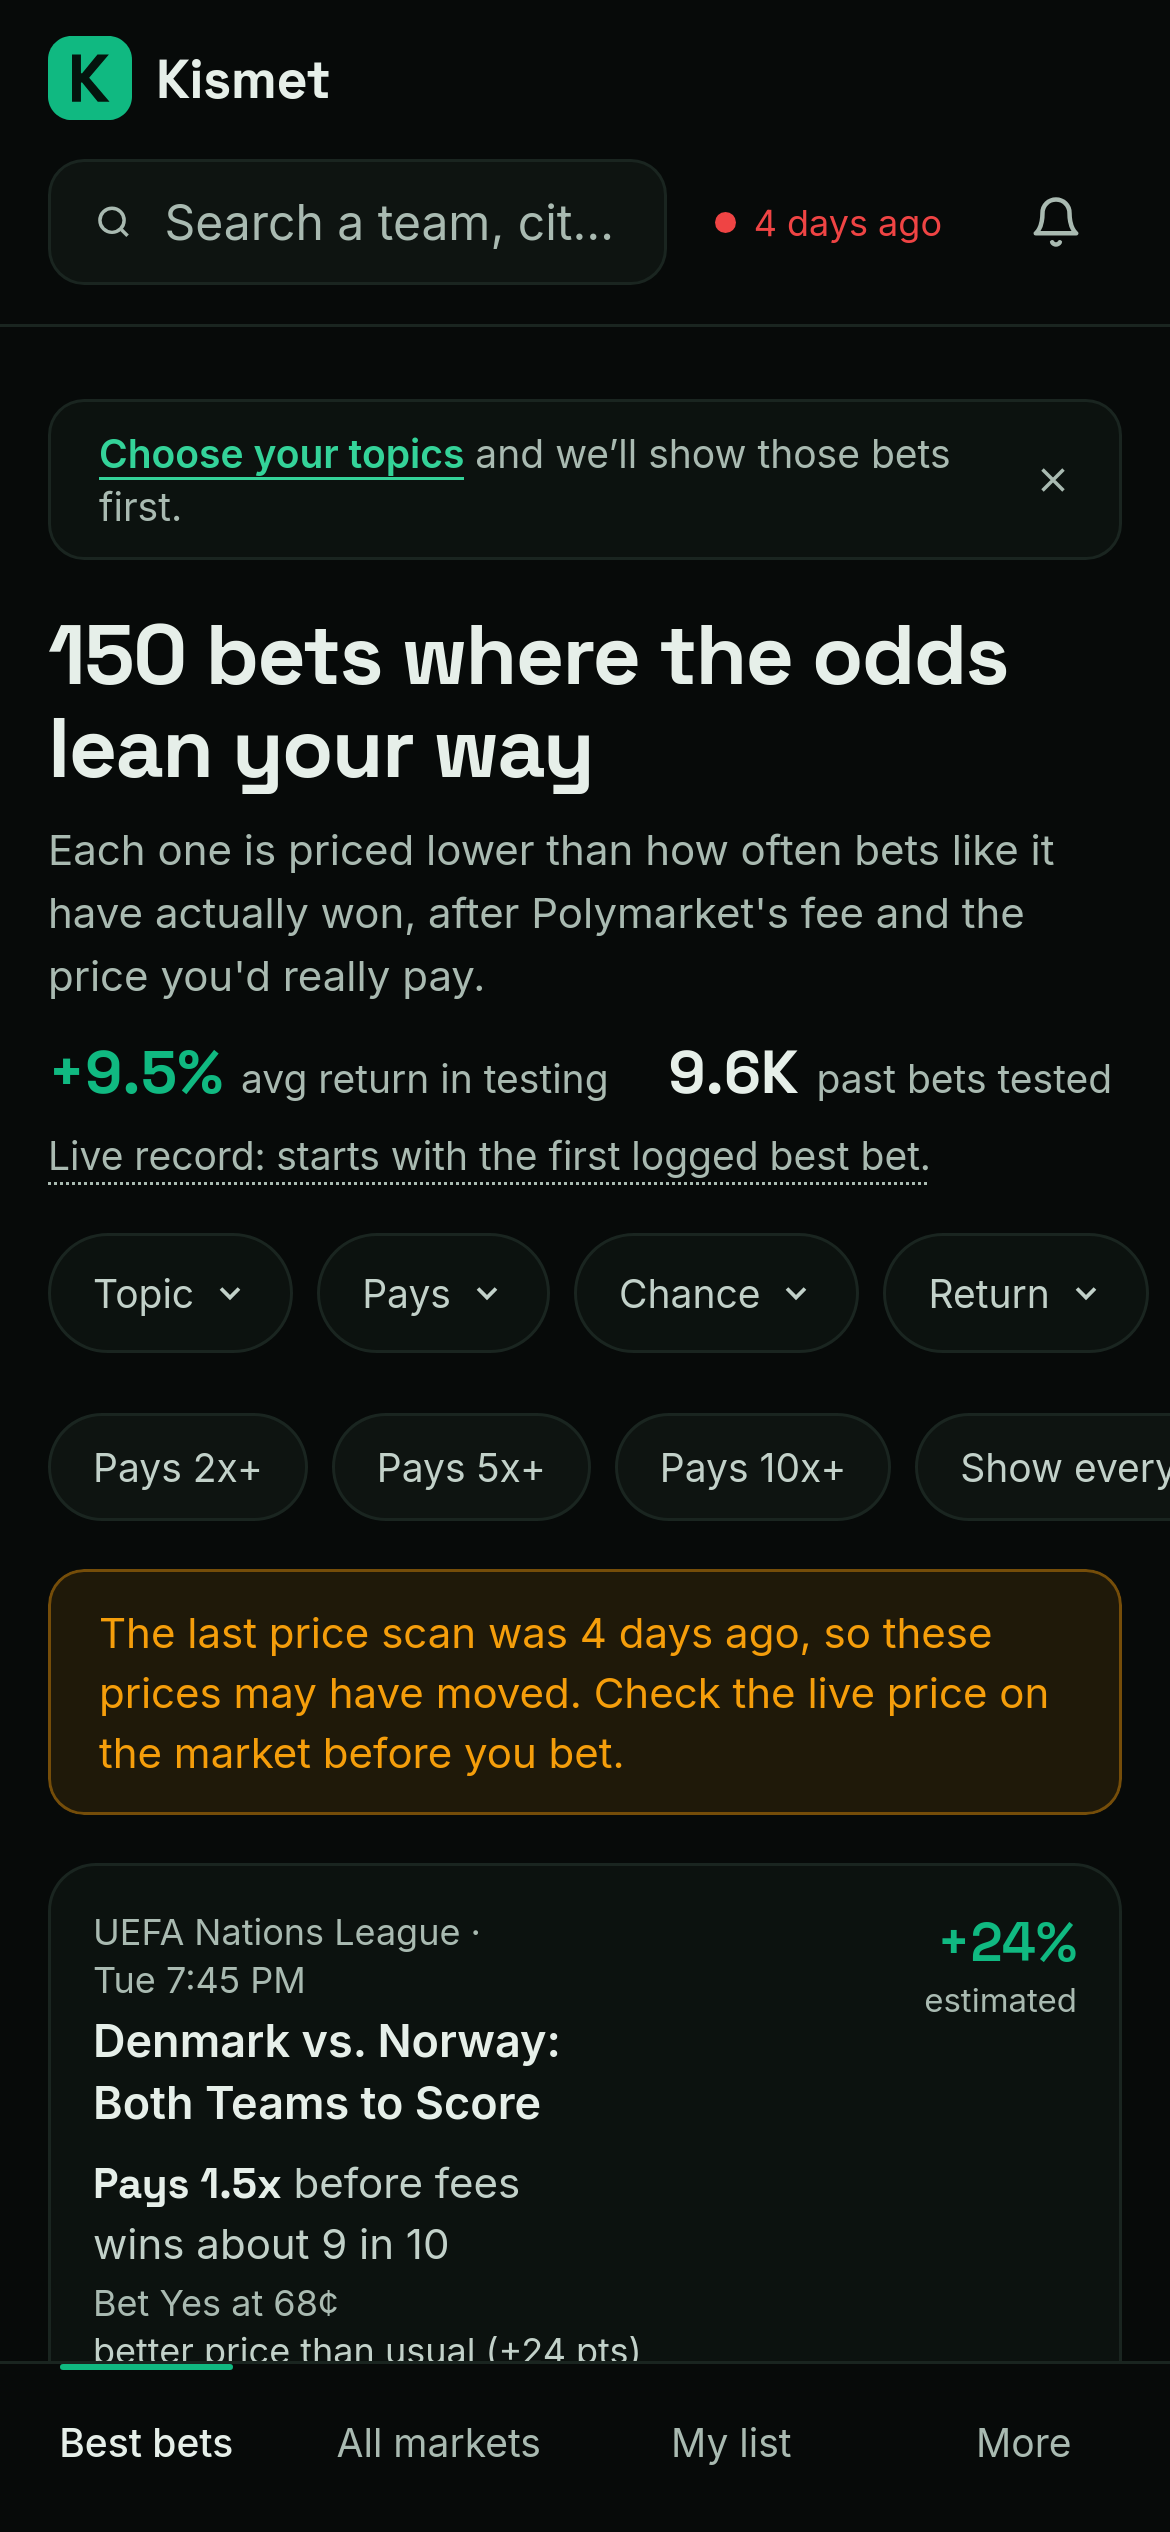 K Kismet
Search a team, cit...
4 days ago
Choose your topics and we’ll show those bets
first.
150 bets where the odds
lean your way
Each one is priced lower than how often bets like it
have actually won, after Polymarket's fee and the
price you'd really pay.
+9.5% avg return in testing 9.6K past bets tested
Live record: starts with the first logged best bet.
Topic Pays Chance Return
Pays 2x+ Pays 5x+ Pays 10x+ Show every
The last price scan was 4 days ago, so these
prices may have moved. Check the live price on
the market before you bet.
UEFA Nations League ·
Tue 7:45 PM
+24%
estimated
Denmark vs. Norway:
Both Teams to Score
Pays 1.5x before fees
wins about 9 in 10
Bet Yes at 68¢
better price than usual (+24 pts)
Best bets All markets My list More